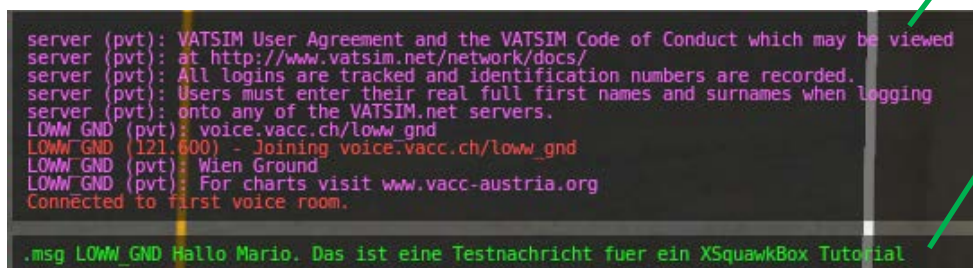 server (pvt): VATSIM User Agreement and the VATSIM Code of Conduct which may be viewed
server (pvt): at http://www.vatsim.net/network/docs/
server (pvt): All logins are tracked and identification numbers are recorded.
server (pvt): Users must enter their real full first names and surnames when logging
server (pvt): onto any of the VATSIM.net servers.
LOWW_GND (pvt): voice.vacc.ch/loww_gnd
LOWW_GND (121.600) - Joining voice.vacc.ch/loww_gnd
LOWW_GND (pvt): Wien Ground
LOWW_GND (pvt): For charts visit www.vacc-austria.org
Connected to first voice room.
.msg LOWW_GND Hallo Mario. Das ist eine Testnachricht fuer ein XSquawkBox Tutorial